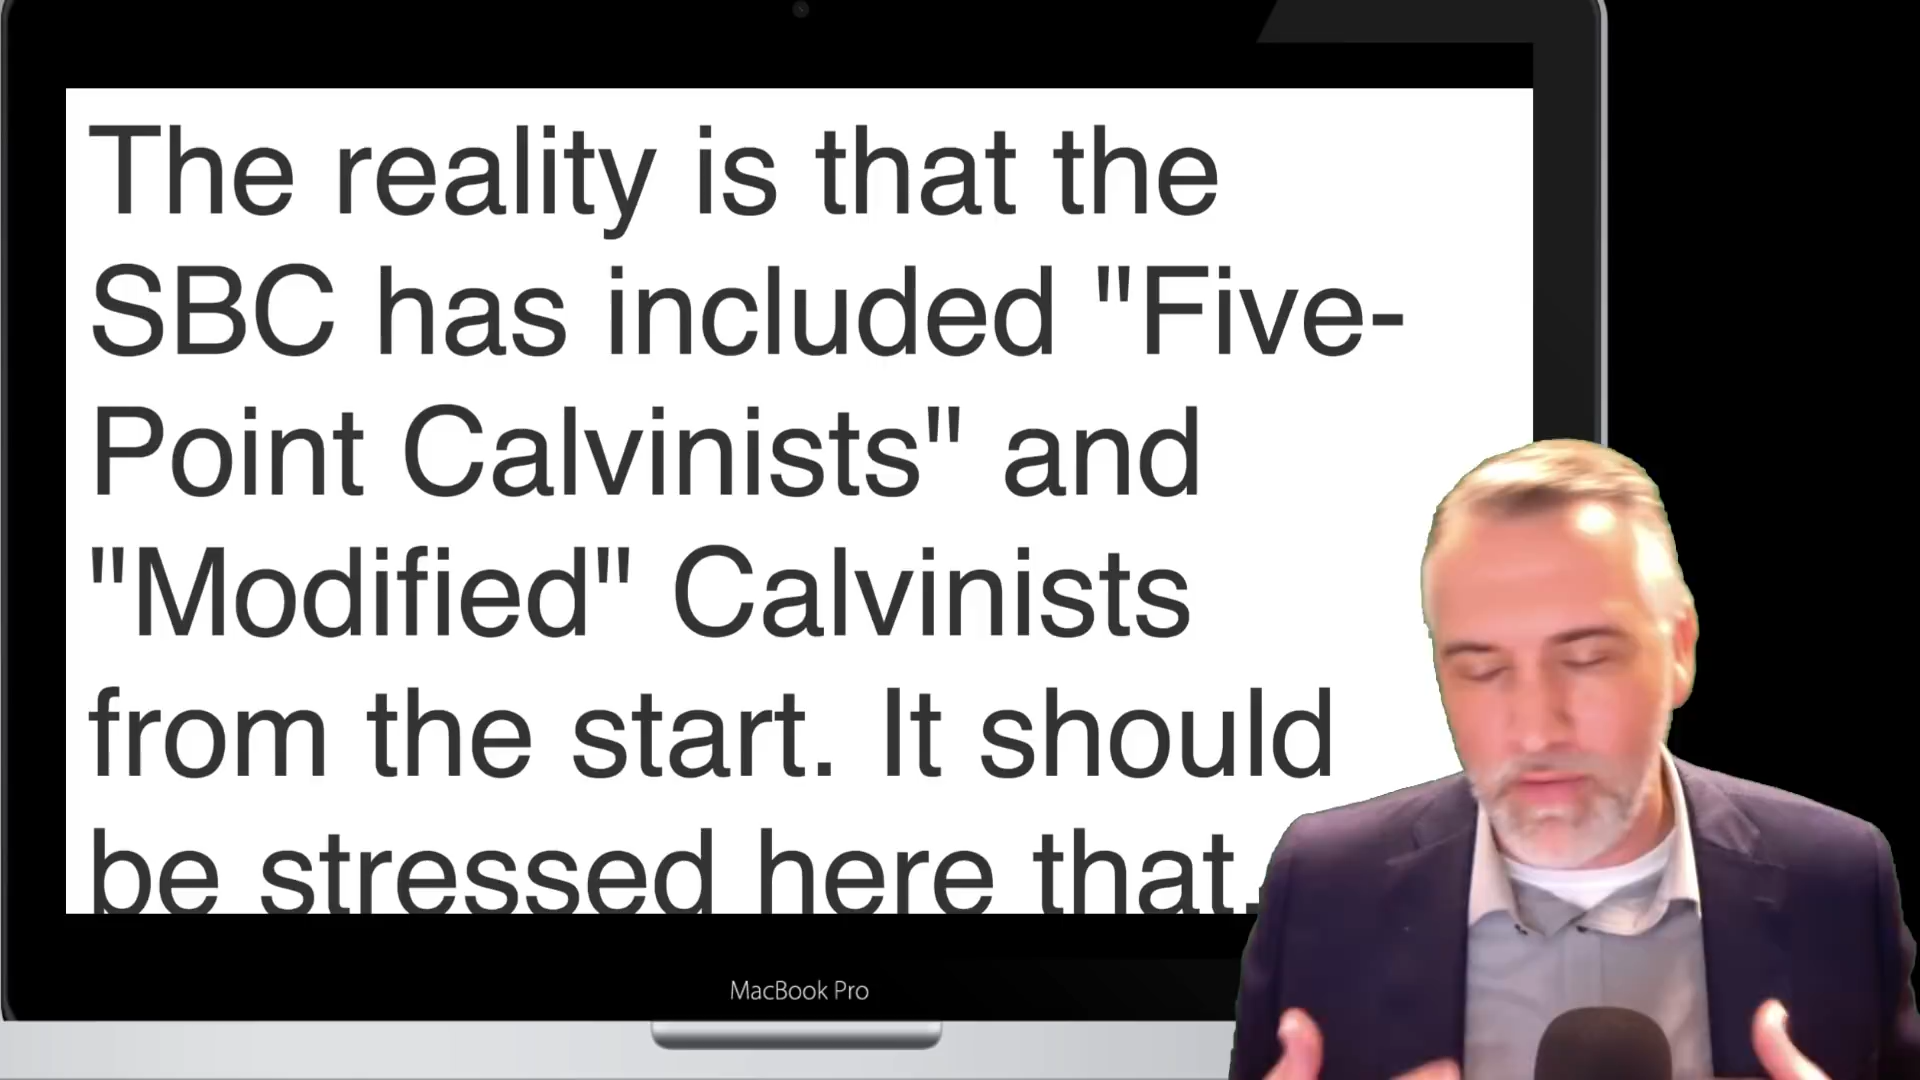 The reality is that the
SBC has included "Five-
Point Calvinists" and
"Modified" Calvinists
from the start. It should
be stressed here that,
MacBook Pro